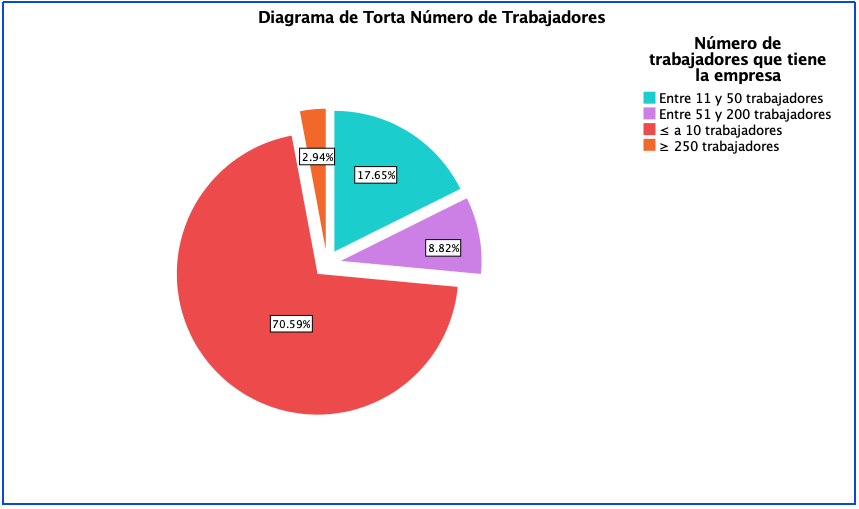 Diagrama de Torta Número de Trabajadores
Número de
trabajadores que tiene
la empresa
Entre 11 y 50 trabajadores
Entre 51 y 200 trabajadores
≤ a 10 trabajadores
≥ 250 trabajadores
2.94%
17.65%
8.82%
70.59%